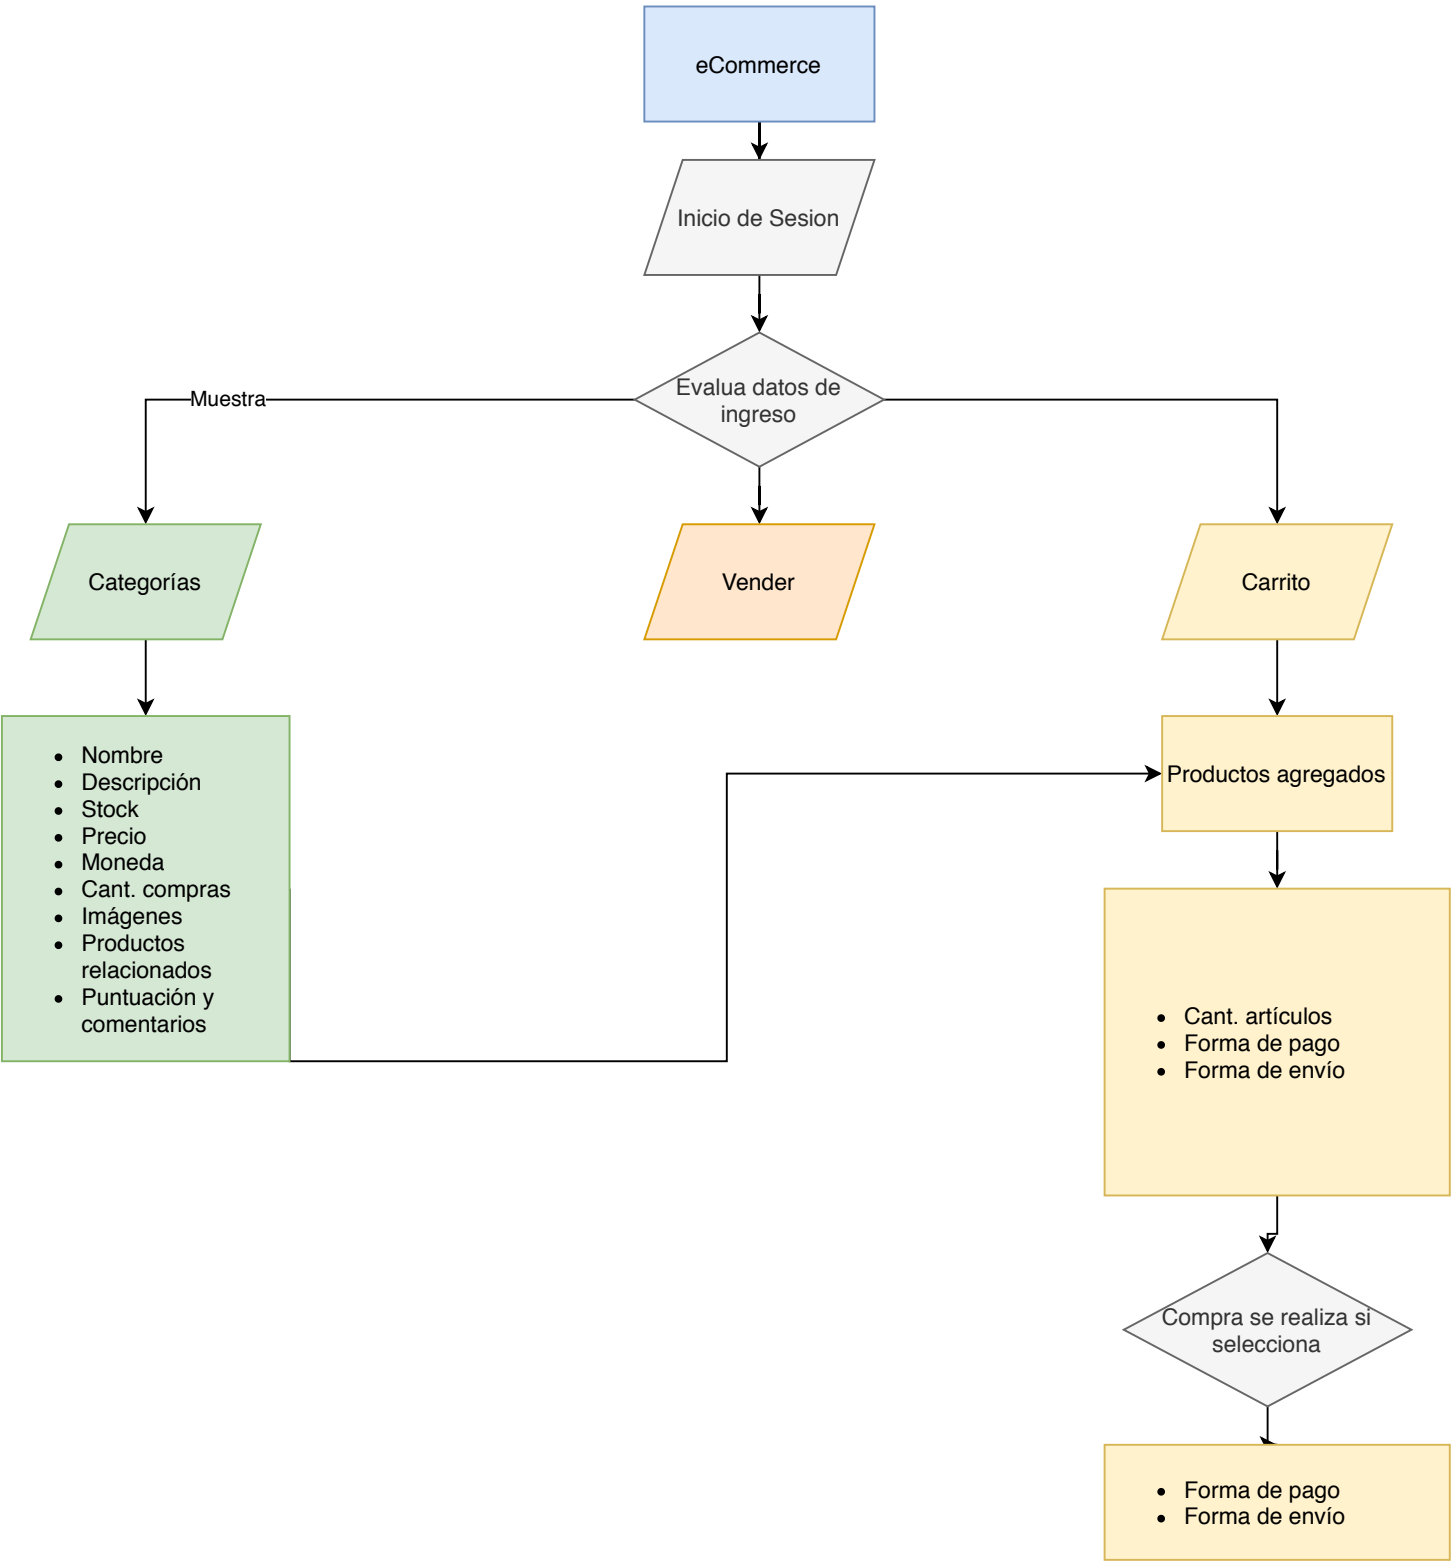 eCommerce
Inicio de Sesion
Evalua datos de
ingreso
Muestra
Categorías
Vender
Carrito
Nombre
Descripción
Stock
Precio
Moneda
Cant. compras
Imágenes
Productos
relacionados
Puntuación y
comentarios
Productos agregados
Cant. artículos
Forma de pago
Forma de envío
Compra se realiza si
selecciona
Forma de pago
Forma de envío